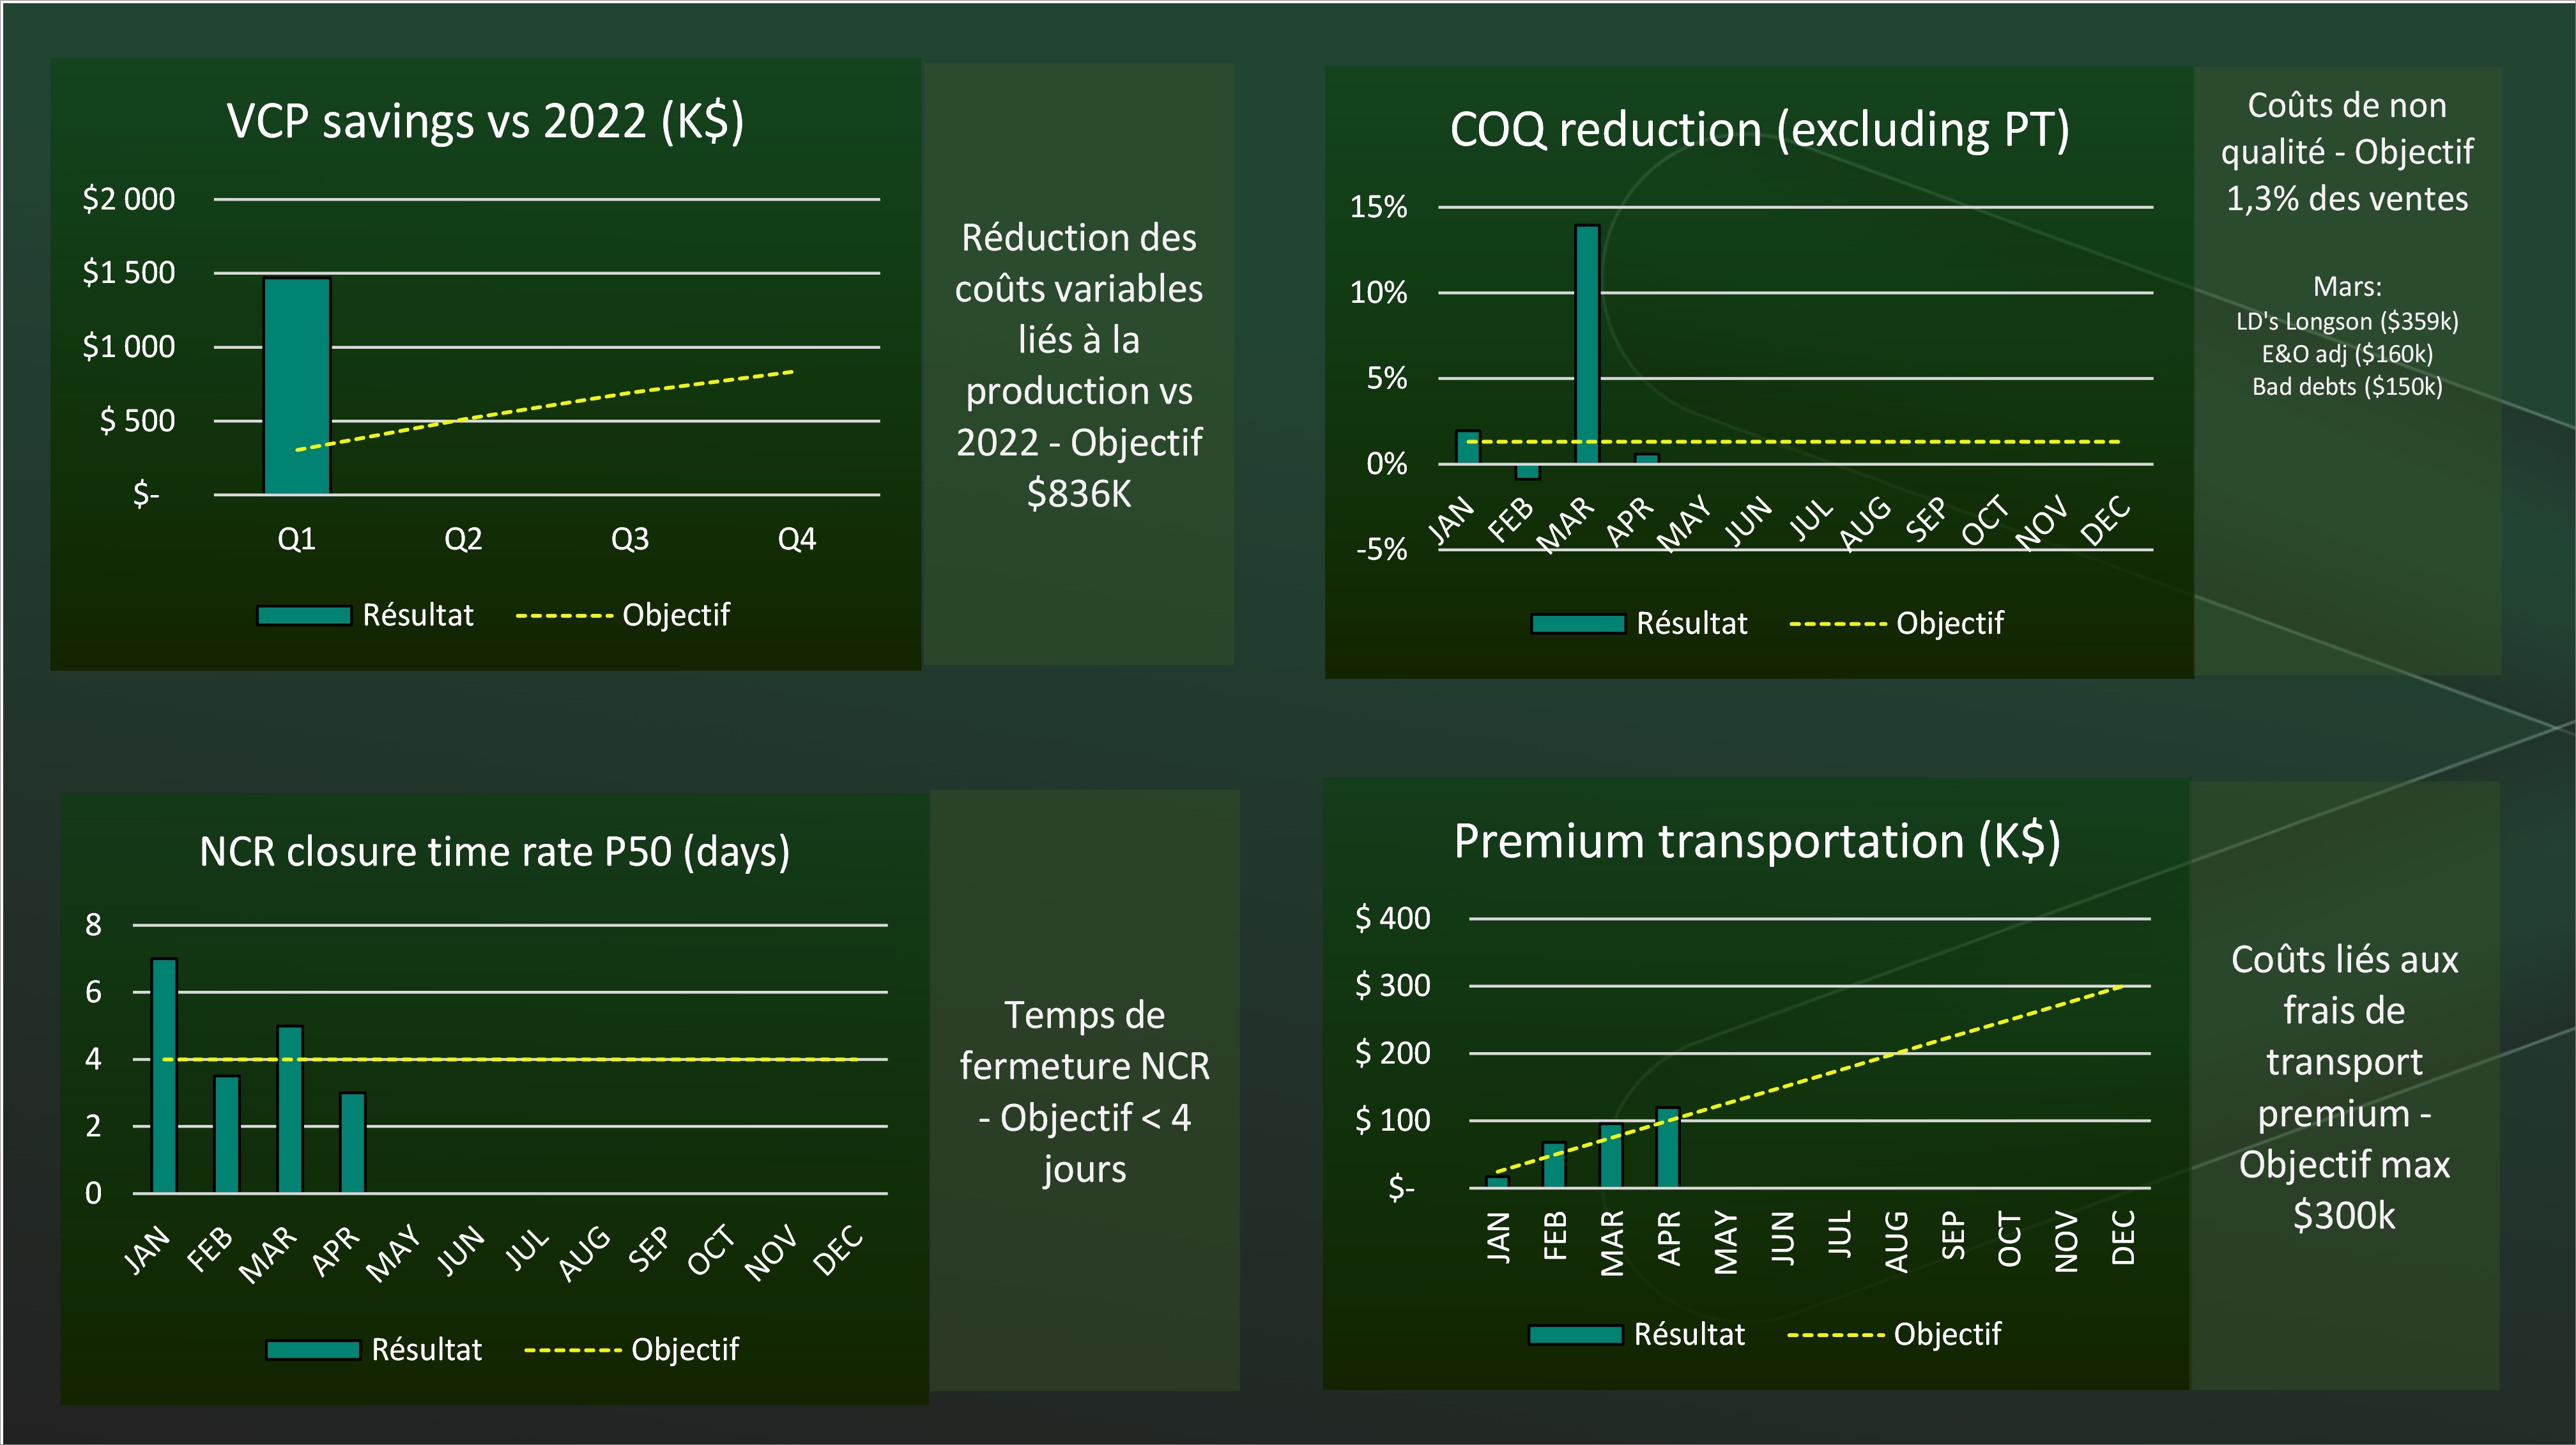 VCP savings vs 2022 (K$)
$2 000
$1 500
$1 000
$ 500
$-
Q1 Q2 Q3 Q4
Résultat Objectif
Réduction des
coûts variables
liés à la
production vs
2022 - Objectif
$836K
COQ reduction (excluding PT)
15%
10%
5%
0%
-5%
JAN FEB MAR APR MAY JUN JUL AUG SEP OCT NOV DEC
Résultat Objectif
Coûts de non
qualité - Objectif
1,3% des ventes
Mars:
LD's Longson ($359k)
E&O adj ($160k)
Bad debts ($150k)
NCR closure time rate P50 (days)
8
6
4
2
0
JAN FEB MAR APR MAY JUN JUL AUG SEP OCT NOV DEC
Résultat Objectif
Temps de
fermeture NCR
- Objectif < 4
jours
Premium transportation (K$)
$ 400
$ 300
$ 200
$ 100
$-
JAN FEB MAR APR MAY JUN JUL AUG SEP OCT NOV DEC
Résultat Objectif
Coûts liés aux
frais de
transport
premium -
Objectif max
$300k